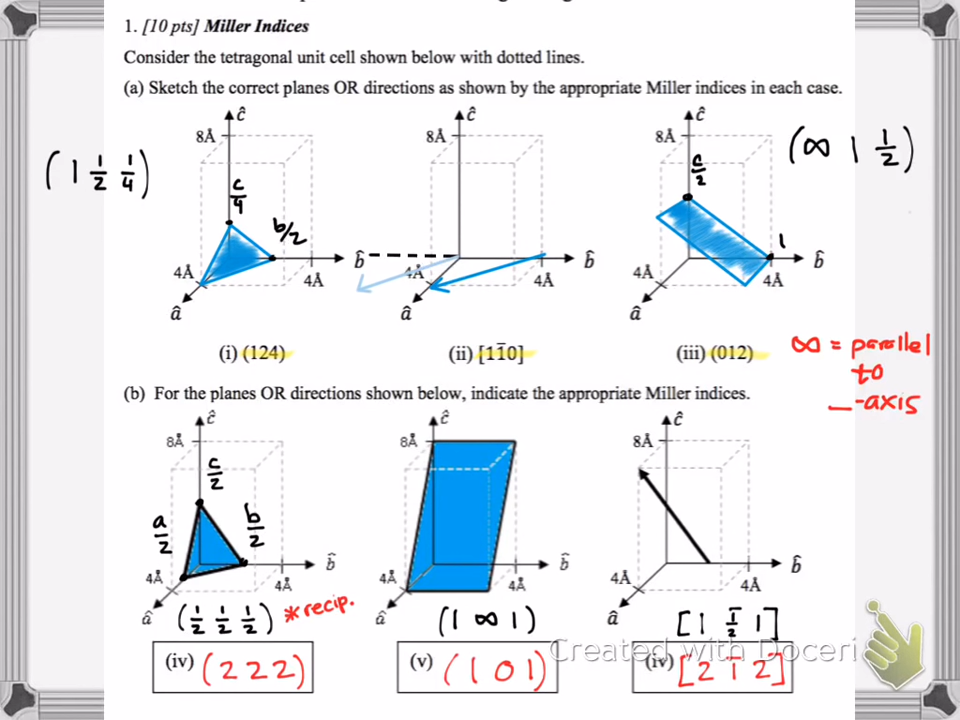 1. [10 pts] Miller Indices
Consider the tetragonal unit cell shown below with dotted lines.
(a) Sketch the correct planes OR directions as shown by the appropriate Miller indices in each case.
(1 1/2 1/4)
8Å ĉ
c/4
b/2
4Å
4Å
b̂
â
(i) (124)
8Å ĉ
4Å
4Å
b̂
â
(ii) [11̅0]
8Å ĉ
c/2
1
4Å
4Å
b̂
â
(iii) (012)
(∞ 1 1/2)
∞ = parallel
to
_-axis
(b) For the planes OR directions shown below, indicate the appropriate Miller indices.
8Å ĉ
c/2
a/2
b/2
4Å
4Å
b̂
â
(1/2 1/2 1/2) *recip.
(iv) (222)
8Å ĉ
4Å
4Å
b̂
â
(1 ∞ 1)
(v) (101)
8Å ĉ
4Å
4Å
b̂
â
[1 1̅/2 1]
(iv) [2 1̅ 2]
Created with Doceri